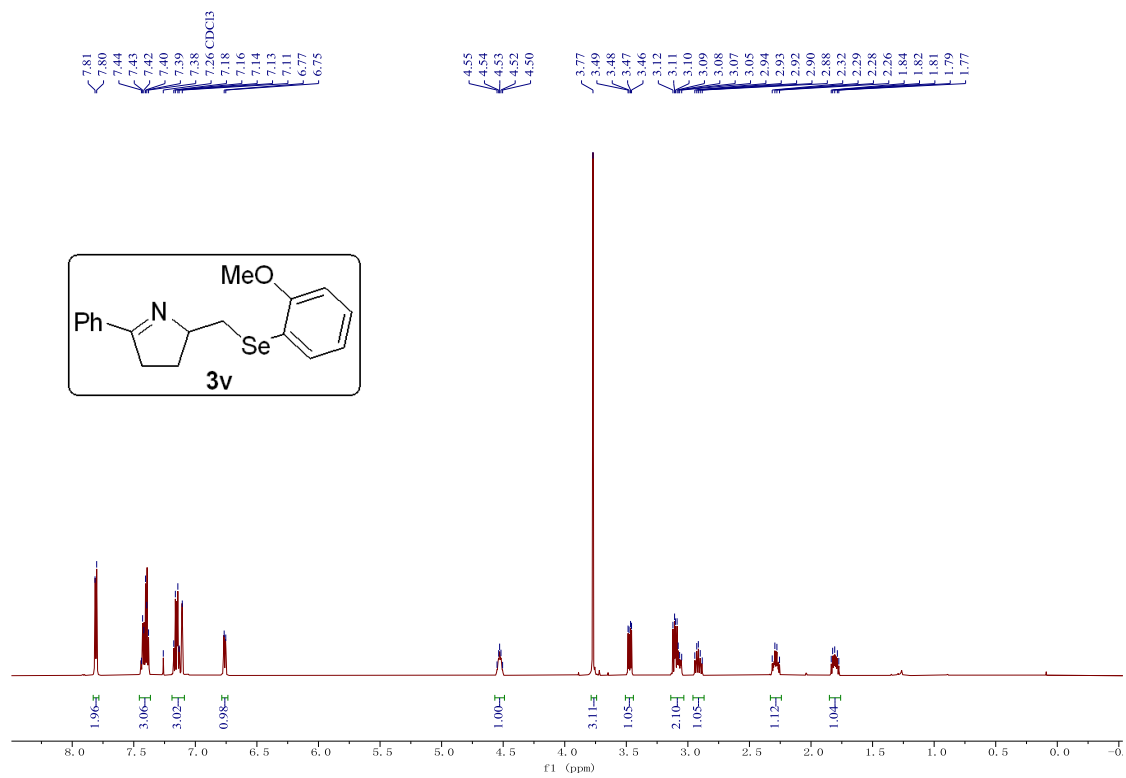 7.81 7.80 7.44 7.43 7.42 7.40 7.39 7.38 7.26 CDCl3 7.18 7.16 7.14 7.13 7.11 6.77 6.75 4.55 4.54 4.53 4.52 4.50 3.77 3.49 3.48 3.47 3.46 3.12 3.11 3.10 3.09 3.08 3.07 3.05 2.94 2.93 2.92 2.90 2.88 2.32 2.29 2.28 2.26 1.84 1.82 1.81 1.79 1.77
MeO
N
Ph
Se
3v
1.96 3.06 3.02 0.98 1.00 3.11 1.05 2.10 1.05 1.12 1.04
8.0 7.5 7.0 6.5 6.0 5.5 5.0 4.5 4.0 3.5 3.0 2.5 2.0 1.5 1.0 0.5 0.0
f1 (ppm)